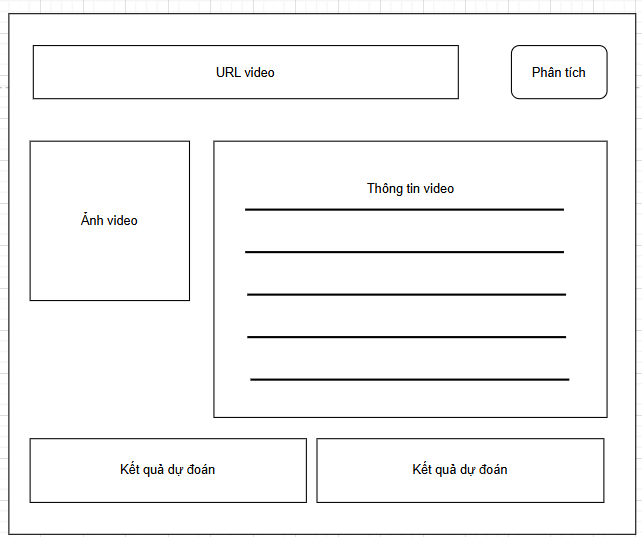 URL video
Phân tích
Ảnh video
Thông tin video
Kết quả dự đoán
Kết quả dự đoán